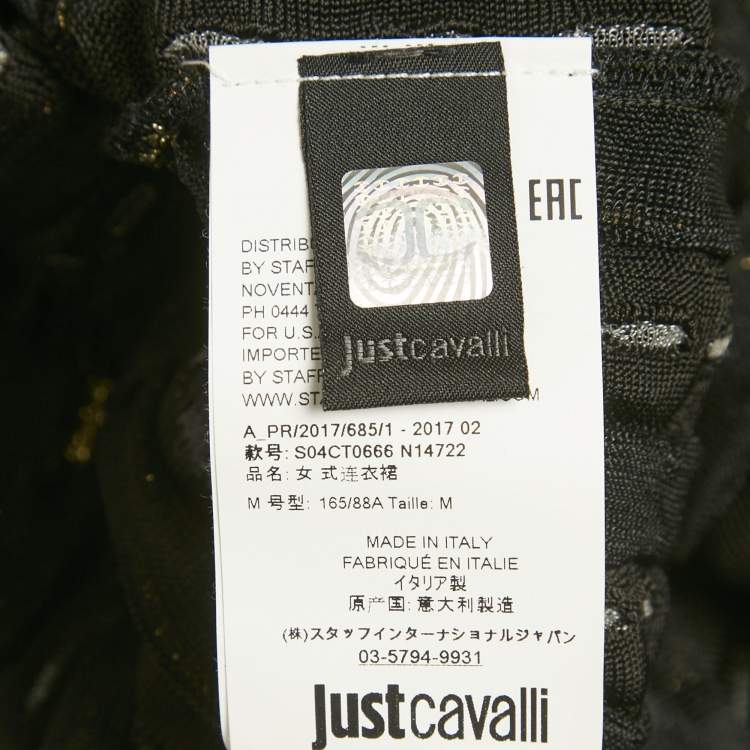 EAC
DISTRIB
BY STAF
NOVENT
PH 0444
FOR U.S.
IMPORTE
BY STAF
WWW.ST
justcavalli
A_PR/2017/685/1 - 2017 02
款号: S04CT0666 N14722
品名: 女 式连衣裙
M 号型: 165/88A Taille: M
MADE IN ITALY
FABRIQUÉ EN ITALIE
イタリア製
原产国: 意大利製造
(株)スタッフインターナショナルジャパン
03-5794-9931
justcavalli